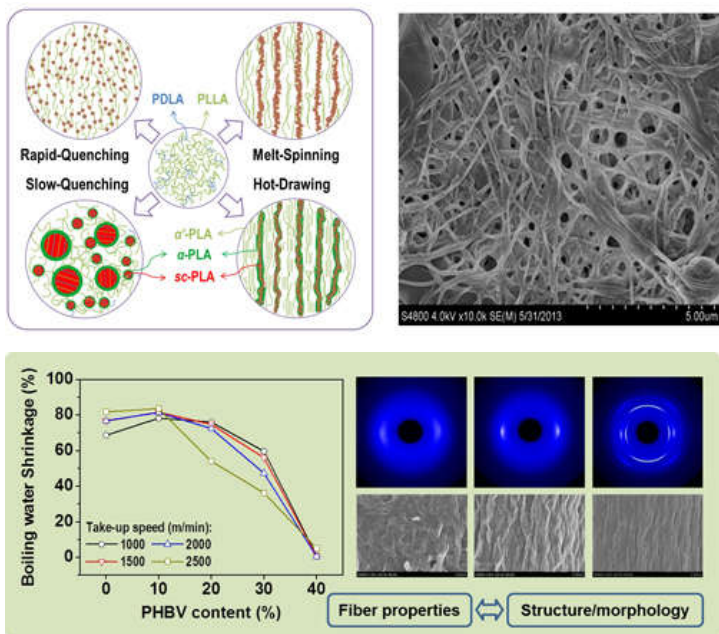 PDLA PLLA
Rapid-Quenching
Melt-Spinning
Slow-Quenching
Hot-Drawing
α'-PLA
α-PLA
sc-PLA
S4800 4.0kV x10.0k SE(M) 5/31/2013
5.00um
Boiling water Shrinkage (%)
100
80
60
40
20
0
Take-up speed (m/min):
1000 2000
1500 2500
0 10 20 30 40
PHBV content (%)
Fiber properties
Structure/morphology